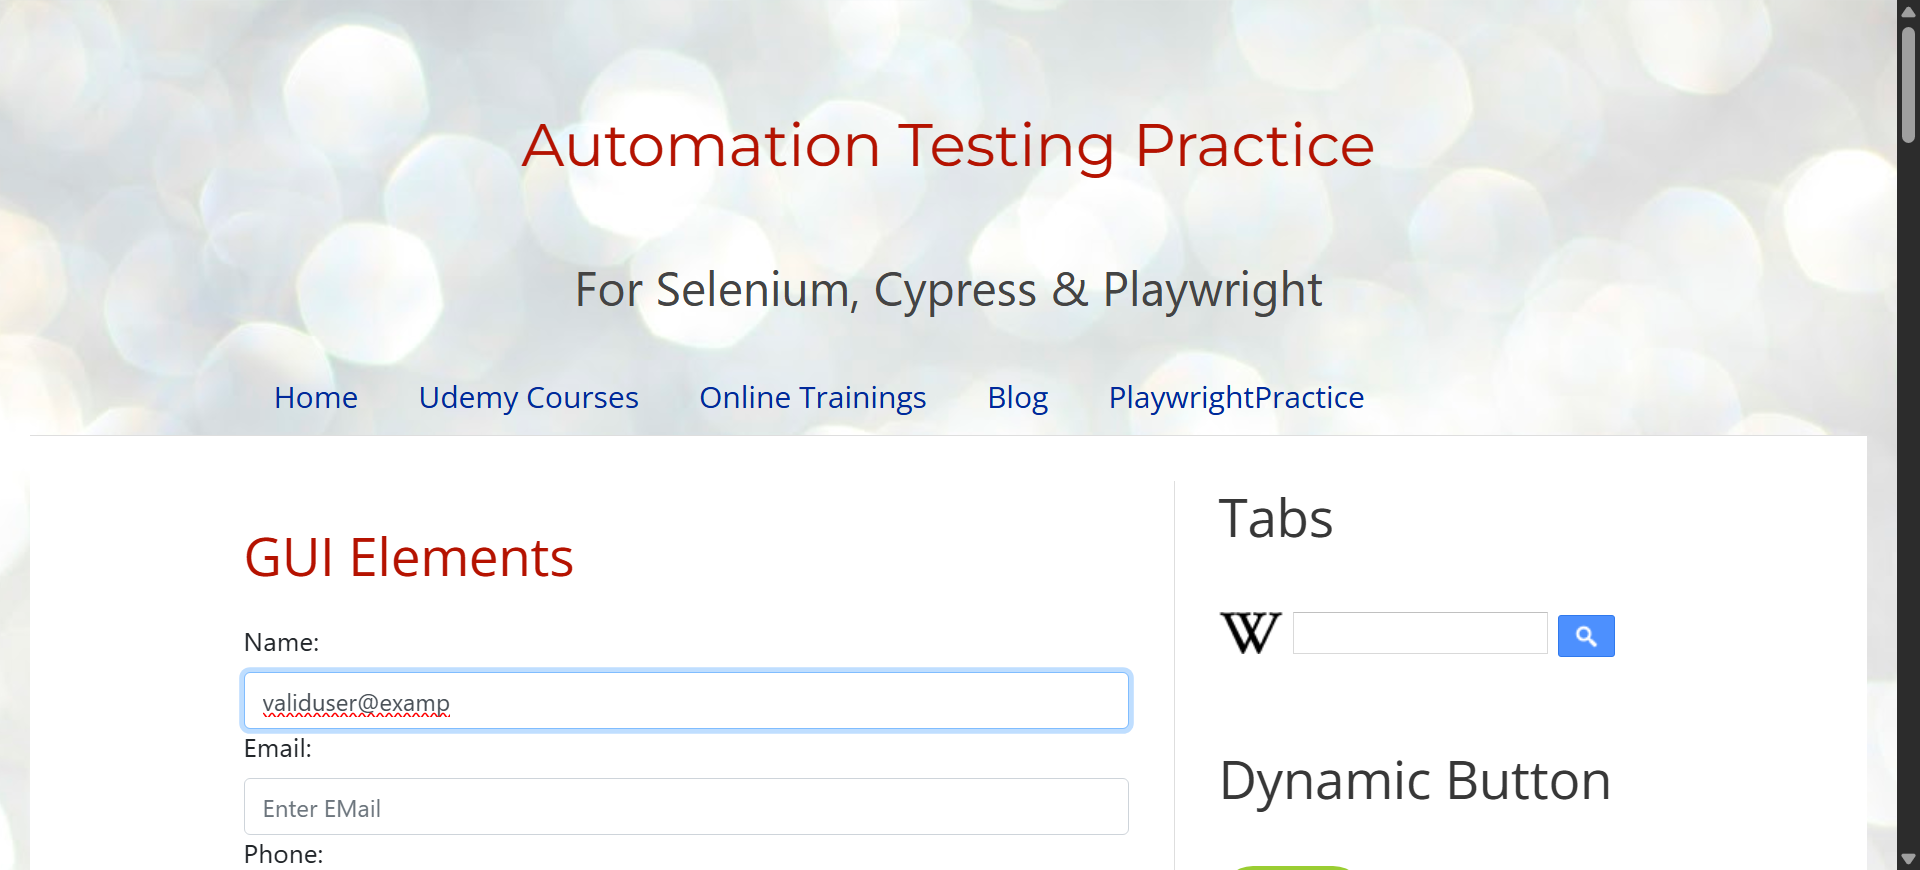 Automation Testing Practice
For Selenium, Cypress & Playwright
Home Udemy Courses Online Trainings Blog PlaywrightPractice
GUI Elements
Name:
validuser@examp
Email:
Enter EMail
Phone:
Tabs
W
Dynamic Button